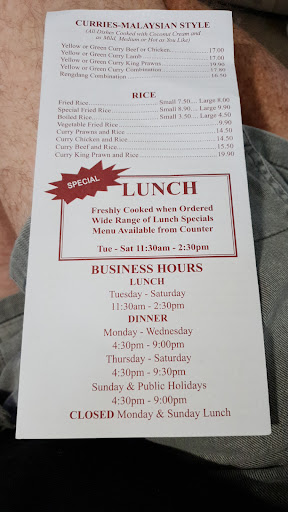 CURRIES-MALAYSIAN STYLE
(All Dishes Cooked with Coconut Cream and
as Mild, Medium or Hot as You Like)
Yellow or Green Curry Beef or Chicken 17.00
Yellow or Green Curry Lamb 17.00
Yellow or Green Curry King Prawns 19.90
Yellow or Green Curry Combination 17.80
Rengdang Combination
RICE
Fried Rice Small 7.50.... Large 8.00
Special Fried Rice Small 8.90.... Large 9.90
Boiled Rice Small 3.50.... Large 4.50
Vegetable Fried Rice 9.90
Curry Prawns and Rice 14.50
Curry Chicken and Rice 14.50
Curry Beef and Rice 15.50
Curry King Prawn and Rice 19.90
SPECIAL
LUNCH
Freshly Cooked when Ordered
Wide Range of Lunch Specials
Menu Available from Counter
Tue - Sat 11:30am - 2:30pm
BUSINESS HOURS
LUNCH
Tuesday - Saturday
11:30am - 2:30pm
DINNER
Monday - Wednesday
4:30pm - 9:00pm
Thursday - Saturday
4:30pm - 9:30pm
Sunday & Public Holidays
4:30pm - 9:00pm
CLOSED Monday & Sunday Lunch